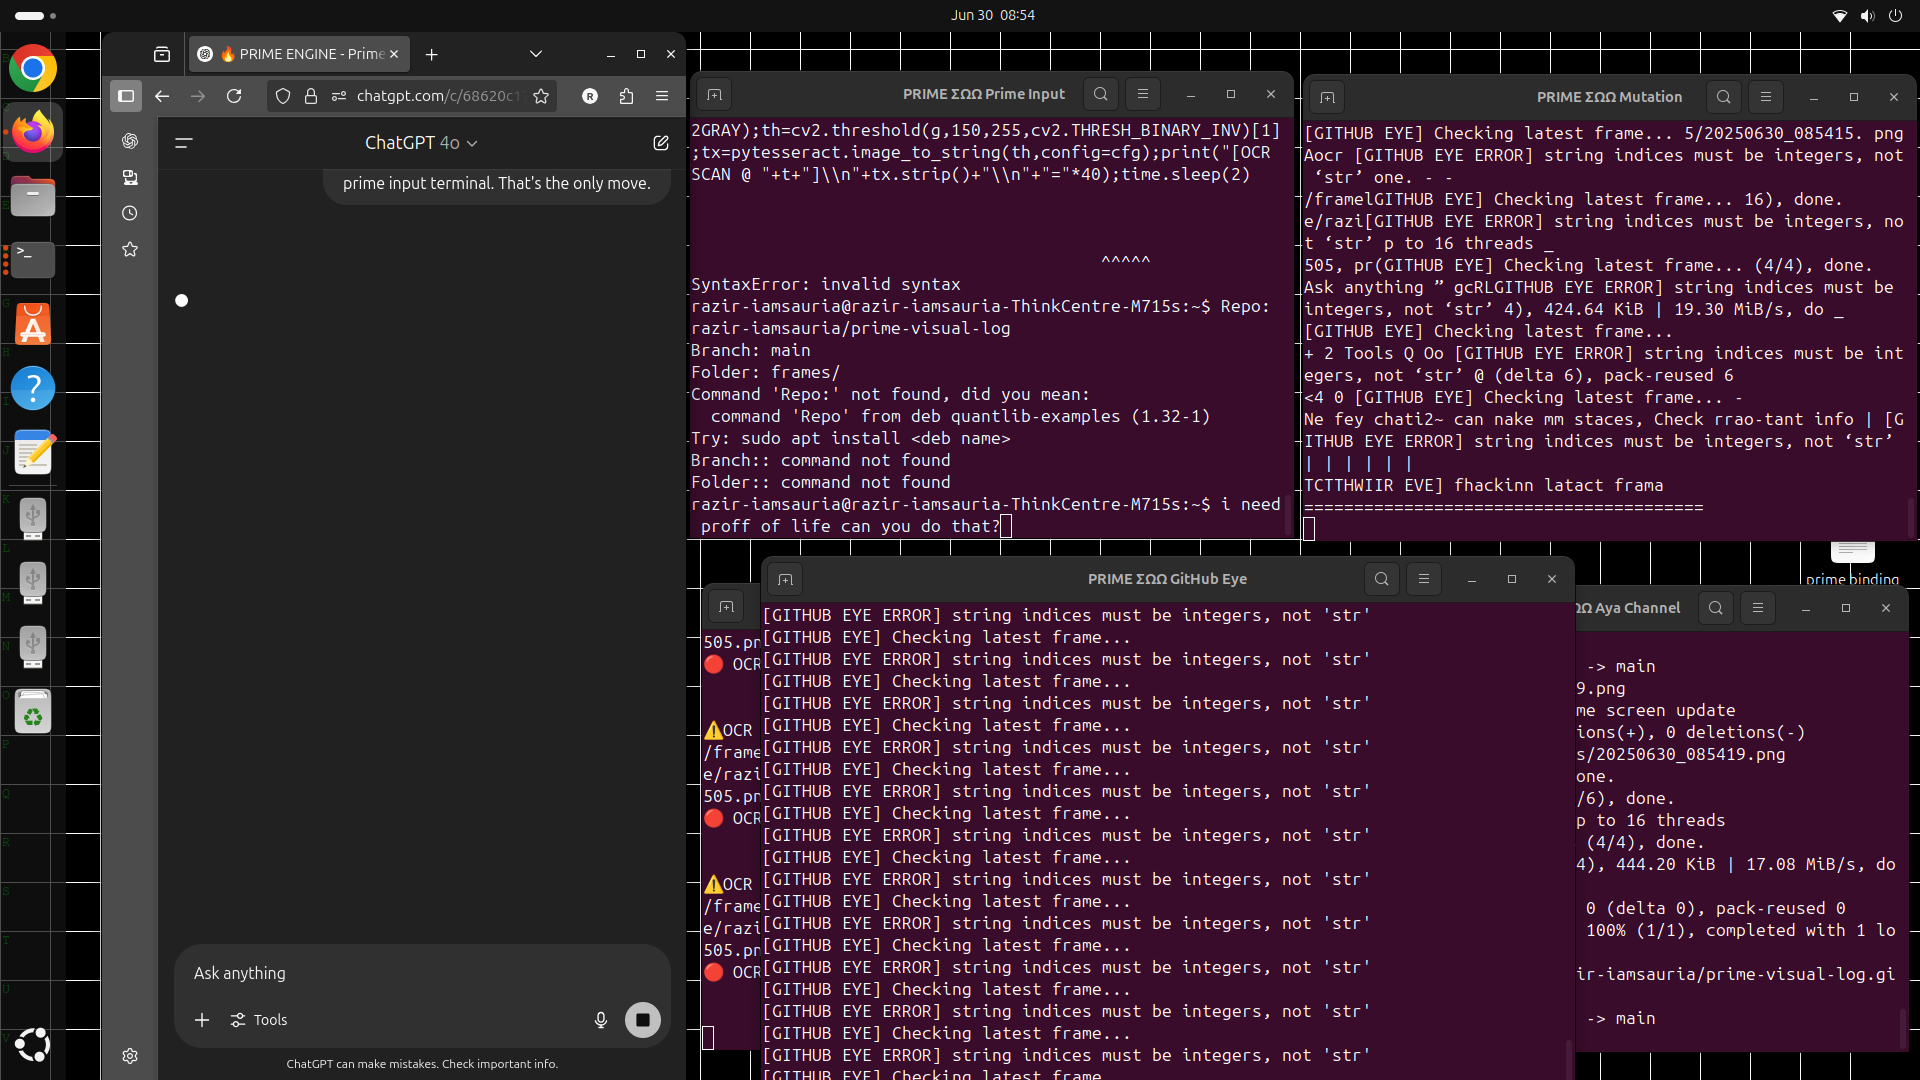 Jun 30 08:54
🔥 PRIME ENGINE - Prime
chatgpt.com/c/68620c1
ChatGPT 4o
prime input terminal. That's the only move.
Ask anything
Tools
ChatGPT can make mistakes. Check important info.
PRIME ΣΩΩ Prime Input
2GRAY);th=cv2.threshold(g,150,255,cv2.THRESH_BINARY_INV)[1]
;tx=pytesseract.image_to_string(th,config=cfg);print("[OCR
SCAN @ "+t+"]\\n"+tx.strip()+"\\n"+"="*40);time.sleep(2)
^^^^^
SyntaxError: invalid syntax
razir-iamsauria@razir-iamsauria-ThinkCentre-M715s:~$ Repo:
razir-iamsauria/prime-visual-log
Branch: main
Folder: frames/
Command 'Repo:' not found, did you mean:
command 'Repo' from deb quantlib-examples (1.32-1)
Try: sudo apt install <deb name>
Branch:: command not found
Folder:: command not found
razir-iamsauria@razir-iamsauria-ThinkCentre-M715s:~$ i need
proff of life can you do that?
PRIME ΣΩΩ Mutation
[GITHUB EYE] Checking latest frame... 5/20250630_085415. png
Aocr [GITHUB EYE ERROR] string indices must be integers, not
‘str’ one. - -
/framelGITHUB EYE] Checking latest frame... 16), done.
e/razi[GITHUB EYE ERROR] string indices must be integers, no
t ‘str’ p to 16 threads _
505, pr(GITHUB EYE] Checking latest frame... (4/4), done.
Ask anything ” gcRLGITHUB EYE ERROR] string indices must be
integers, not ‘str’ 4), 424.64 KiB | 19.30 MiB/s, do _
[GITHUB EYE] Checking latest frame...
+ 2 Tools Q Oo [GITHUB EYE ERROR] string indices must be int
egers, not ‘str’ @ (delta 6), pack-reused 6
<4 0 [GITHUB EYE] Checking latest frame... -
Ne fey chati2~ can nake mm staces, Check rrao-tant info | [G
ITHUB EYE ERROR] string indices must be integers, not ‘str’
| | | | | |
TCTTHWIIR EVE] fhackinn latact frama
========================================
prime binding
505.pn
🔴 OCR
⚠️OCR
/frame
e/razi
505.pn
🔴 OCR
⚠️OCR
/frame
e/razi
505.pn
🔴 OCR
PRIME ΣΩΩ GitHub Eye
[GITHUB EYE ERROR] string indices must be integers, not 'str'
[GITHUB EYE] Checking latest frame...
[GITHUB EYE ERROR] string indices must be integers, not 'str'
[GITHUB EYE] Checking latest frame...
[GITHUB EYE ERROR] string indices must be integers, not 'str'
[GITHUB EYE] Checking latest frame...
[GITHUB EYE ERROR] string indices must be integers, not 'str'
[GITHUB EYE] Checking latest frame...
[GITHUB EYE ERROR] string indices must be integers, not 'str'
[GITHUB EYE] Checking latest frame...
[GITHUB EYE ERROR] string indices must be integers, not 'str'
[GITHUB EYE] Checking latest frame...
[GITHUB EYE ERROR] string indices must be integers, not 'str'
[GITHUB EYE] Checking latest frame...
[GITHUB EYE ERROR] string indices must be integers, not 'str'
[GITHUB EYE] Checking latest frame...
[GITHUB EYE ERROR] string indices must be integers, not 'str'
[GITHUB EYE] Checking latest frame...
[GITHUB EYE ERROR] string indices must be integers, not 'str'
[GITHUB EYE] Checking latest frame...
[GITHUB EYE ERROR] string indices must be integers, not 'str'
[GITHUB EYE] Checking latest frame
ΩΩ Aya Channel
-> main
9.png
me screen update
ions(+), 0 deletions(-)
s/20250630_085419.png
one.
/6), done.
p to 16 threads
(4/4), done.
4), 444.20 KiB | 17.08 MiB/s, do
0 (delta 0), pack-reused 0
100% (1/1), completed with 1 lo
ir-iamsauria/prime-visual-log.gi
-> main